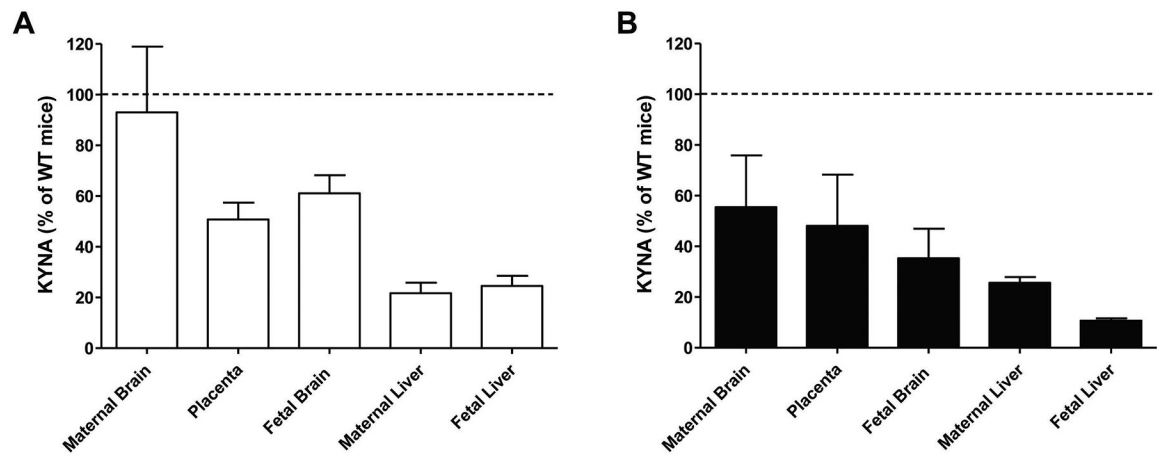 A
KYNA (% of WT mice)
120
100
80
60
40
20
0
Maternal Brain
Placenta
Fetal Brain
Maternal Liver
Fetal Liver
B
KYNA (% of WT mice)
120
100
80
60
40
20
0
Maternal Brain
Placenta
Fetal Brain
Maternal Liver
Fetal Liver